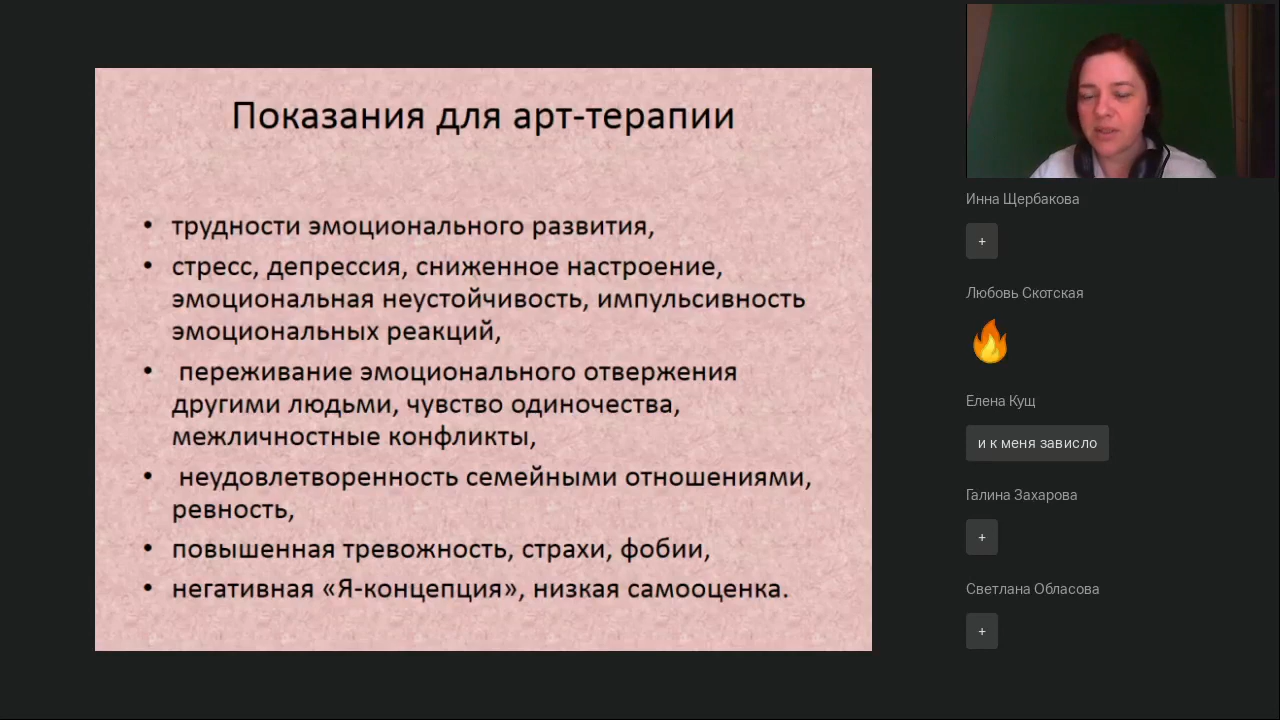 Показания для арт-терапии
• трудности эмоционального развития,
• стресс, депрессия, сниженное настроение,
эмоциональная неустойчивость, импульсивность
эмоциональных реакций,
• переживание эмоционального отвержения
другими людьми, чувство одиночества,
межличностные конфликты,
• неудовлетворенность семейными отношениями,
ревность,
• повышенная тревожность, страхи, фобии,
• негативная «Я-концепция», низкая самооценка.
Инна Щербакова
+
Любовь Скотская
Елена Кущ
и к меня зависло
Галина Захарова
+
Светлана Обласова
+